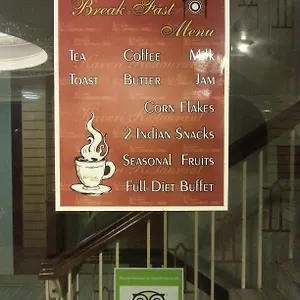 Break Fast
Menu
Tea Coffee Milk
Toast Butter Jam
Corn Flakes
2 Indian Snacks
Seasonal Fruits
Full Diet Buffet